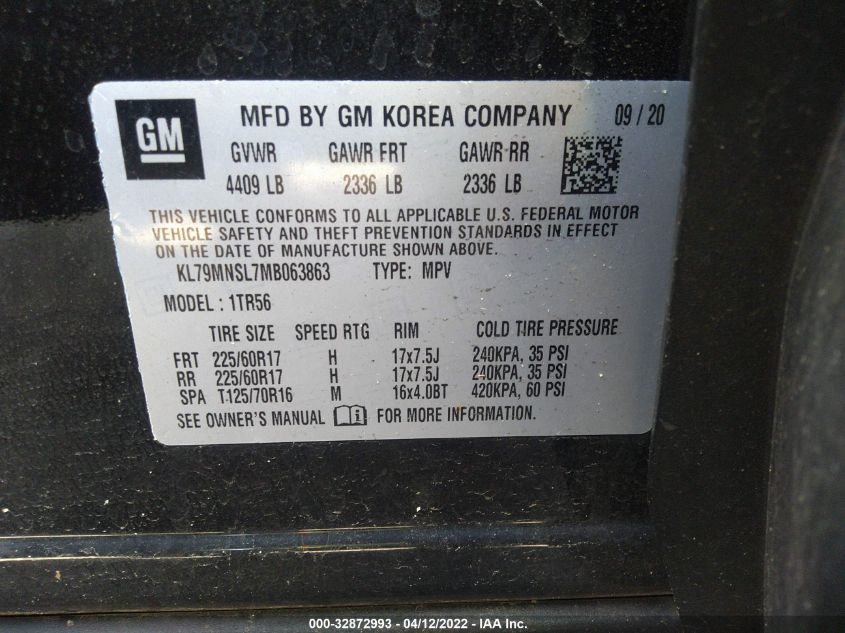 GM MFD BY GM KOREA COMPANY 09 / 20
GVWR GAWR FRT GAWR RR
4409 LB 2336 LB 2336 LB
THIS VEHICLE CONFORMS TO ALL APPLICABLE U.S. FEDERAL MOTOR
VEHICLE SAFETY AND THEFT PREVENTION STANDARDS IN EFFECT
ON THE DATE OF MANUFACTURE SHOWN ABOVE.
KL79MNSL7MB063863 TYPE: MPV
MODEL : 1TR56
TIRE SIZE SPEED RTG RIM COLD TIRE PRESSURE
FRT 225/60R17 H 17x7.5J 240KPA, 35 PSI
RR 225/60R17 H 17x7.5J 240KPA, 35 PSI
SPA T125/70R16 M 16x4.0BT 420KPA, 60 PSI
SEE OWNER'S MANUAL FOR MORE INFORMATION.
000-32872993 - 04/12/2022 - IAA Inc.